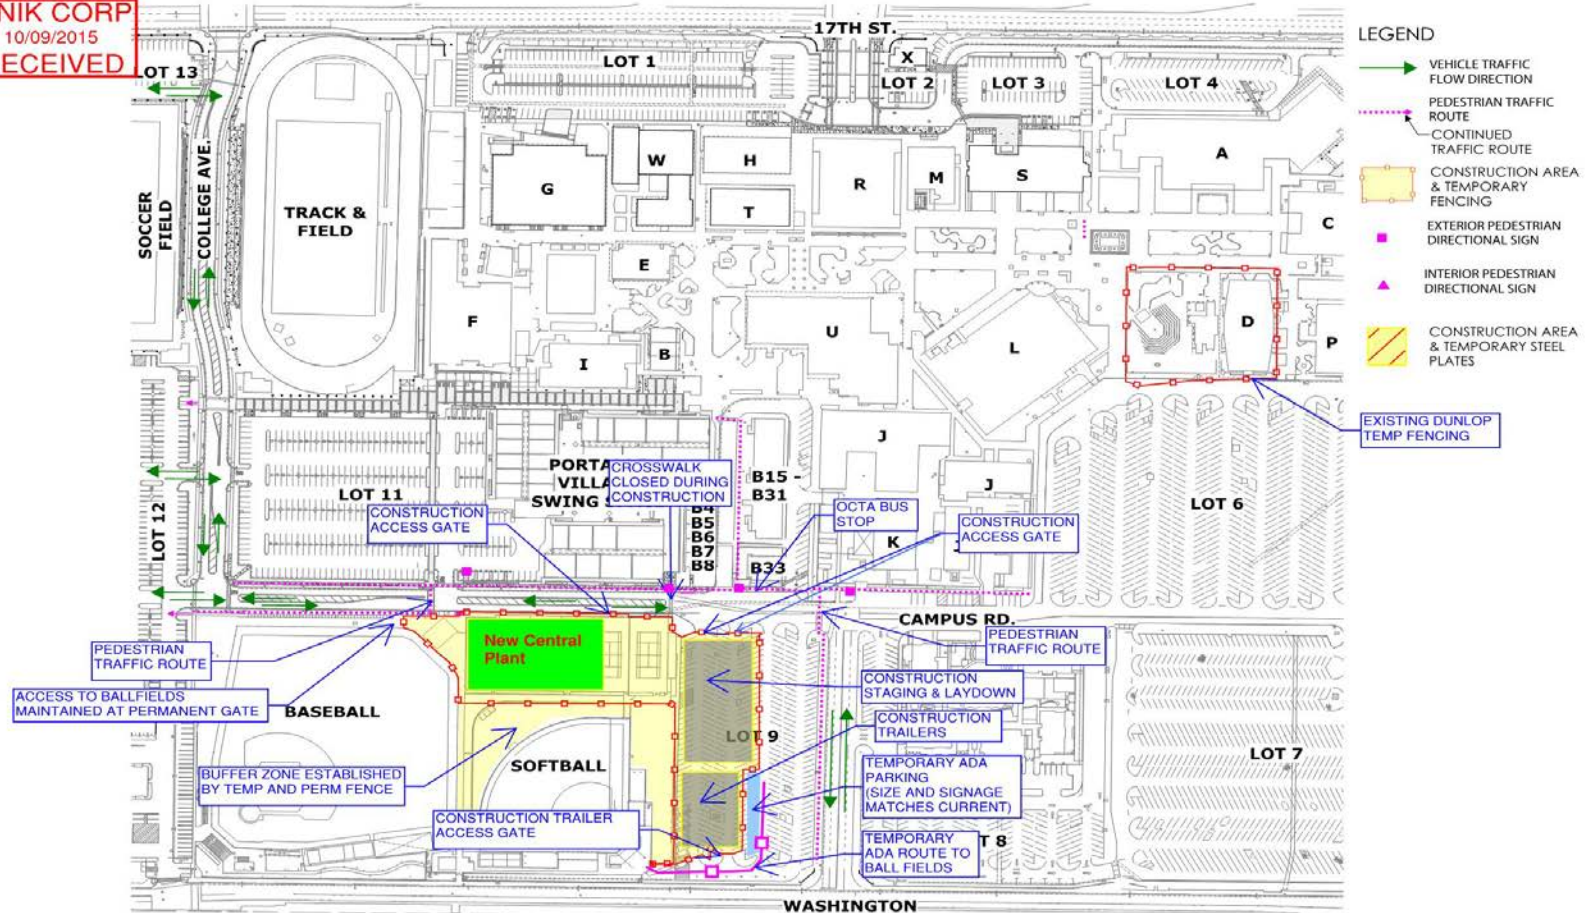 NIK CORP
10/09/2015
ECEIVED
LOT 13
17TH ST.
LOT 1
X
LOT 2
LOT 3
LOT 4
LEGEND
VEHICLE TRAFFIC
FLOW DIRECTION
PEDESTRIAN TRAFFIC
ROUTE
CONTINUED
TRAFFIC ROUTE
CONSTRUCTION AREA
& TEMPORARY
FENCING
EXTERIOR PEDESTRIAN
DIRECTIONAL SIGN
INTERIOR PEDESTRIAN
DIRECTIONAL SIGN
CONSTRUCTION AREA
& TEMPORARY STEEL
PLATES
SOCCER
FIELD
COLLEGE AVE.
TRACK &
FIELD
G
W
H
T
R
M
S
A
C
E
F
I
B
U
L
D
P
EXISTING DUNLOP
TEMP FENCING
LOT 12
LOT 11
PORTA
VILLA
SWING S
CROSSWALK
CLOSED DURING
CONSTRUCTION
B4
B5
B6
B7
B8
B15 -
B31
B33
J
J
K
LOT 6
CONSTRUCTION
ACCESS GATE
OCTA BUS
STOP
CONSTRUCTION
ACCESS GATE
CAMPUS RD.
PEDESTRIAN
TRAFFIC ROUTE
New Central
Plant
PEDESTRIAN
TRAFFIC ROUTE
ACCESS TO BALLFIELDS
MAINTAINED AT PERMANENT GATE
BASEBALL
CONSTRUCTION
STAGING & LAYDOWN
CONSTRUCTION
TRAILERS
LOT 9
LOT 7
SOFTBALL
BUFFER ZONE ESTABLISHED
BY TEMP AND PERM FENCE
TEMPORARY ADA
PARKING
(SIZE AND SIGNAGE
MATCHES CURRENT)
CONSTRUCTION TRAILER
ACCESS GATE
TEMPORARY
ADA ROUTE TO
BALL FIELDS
T 8
WASHINGTON